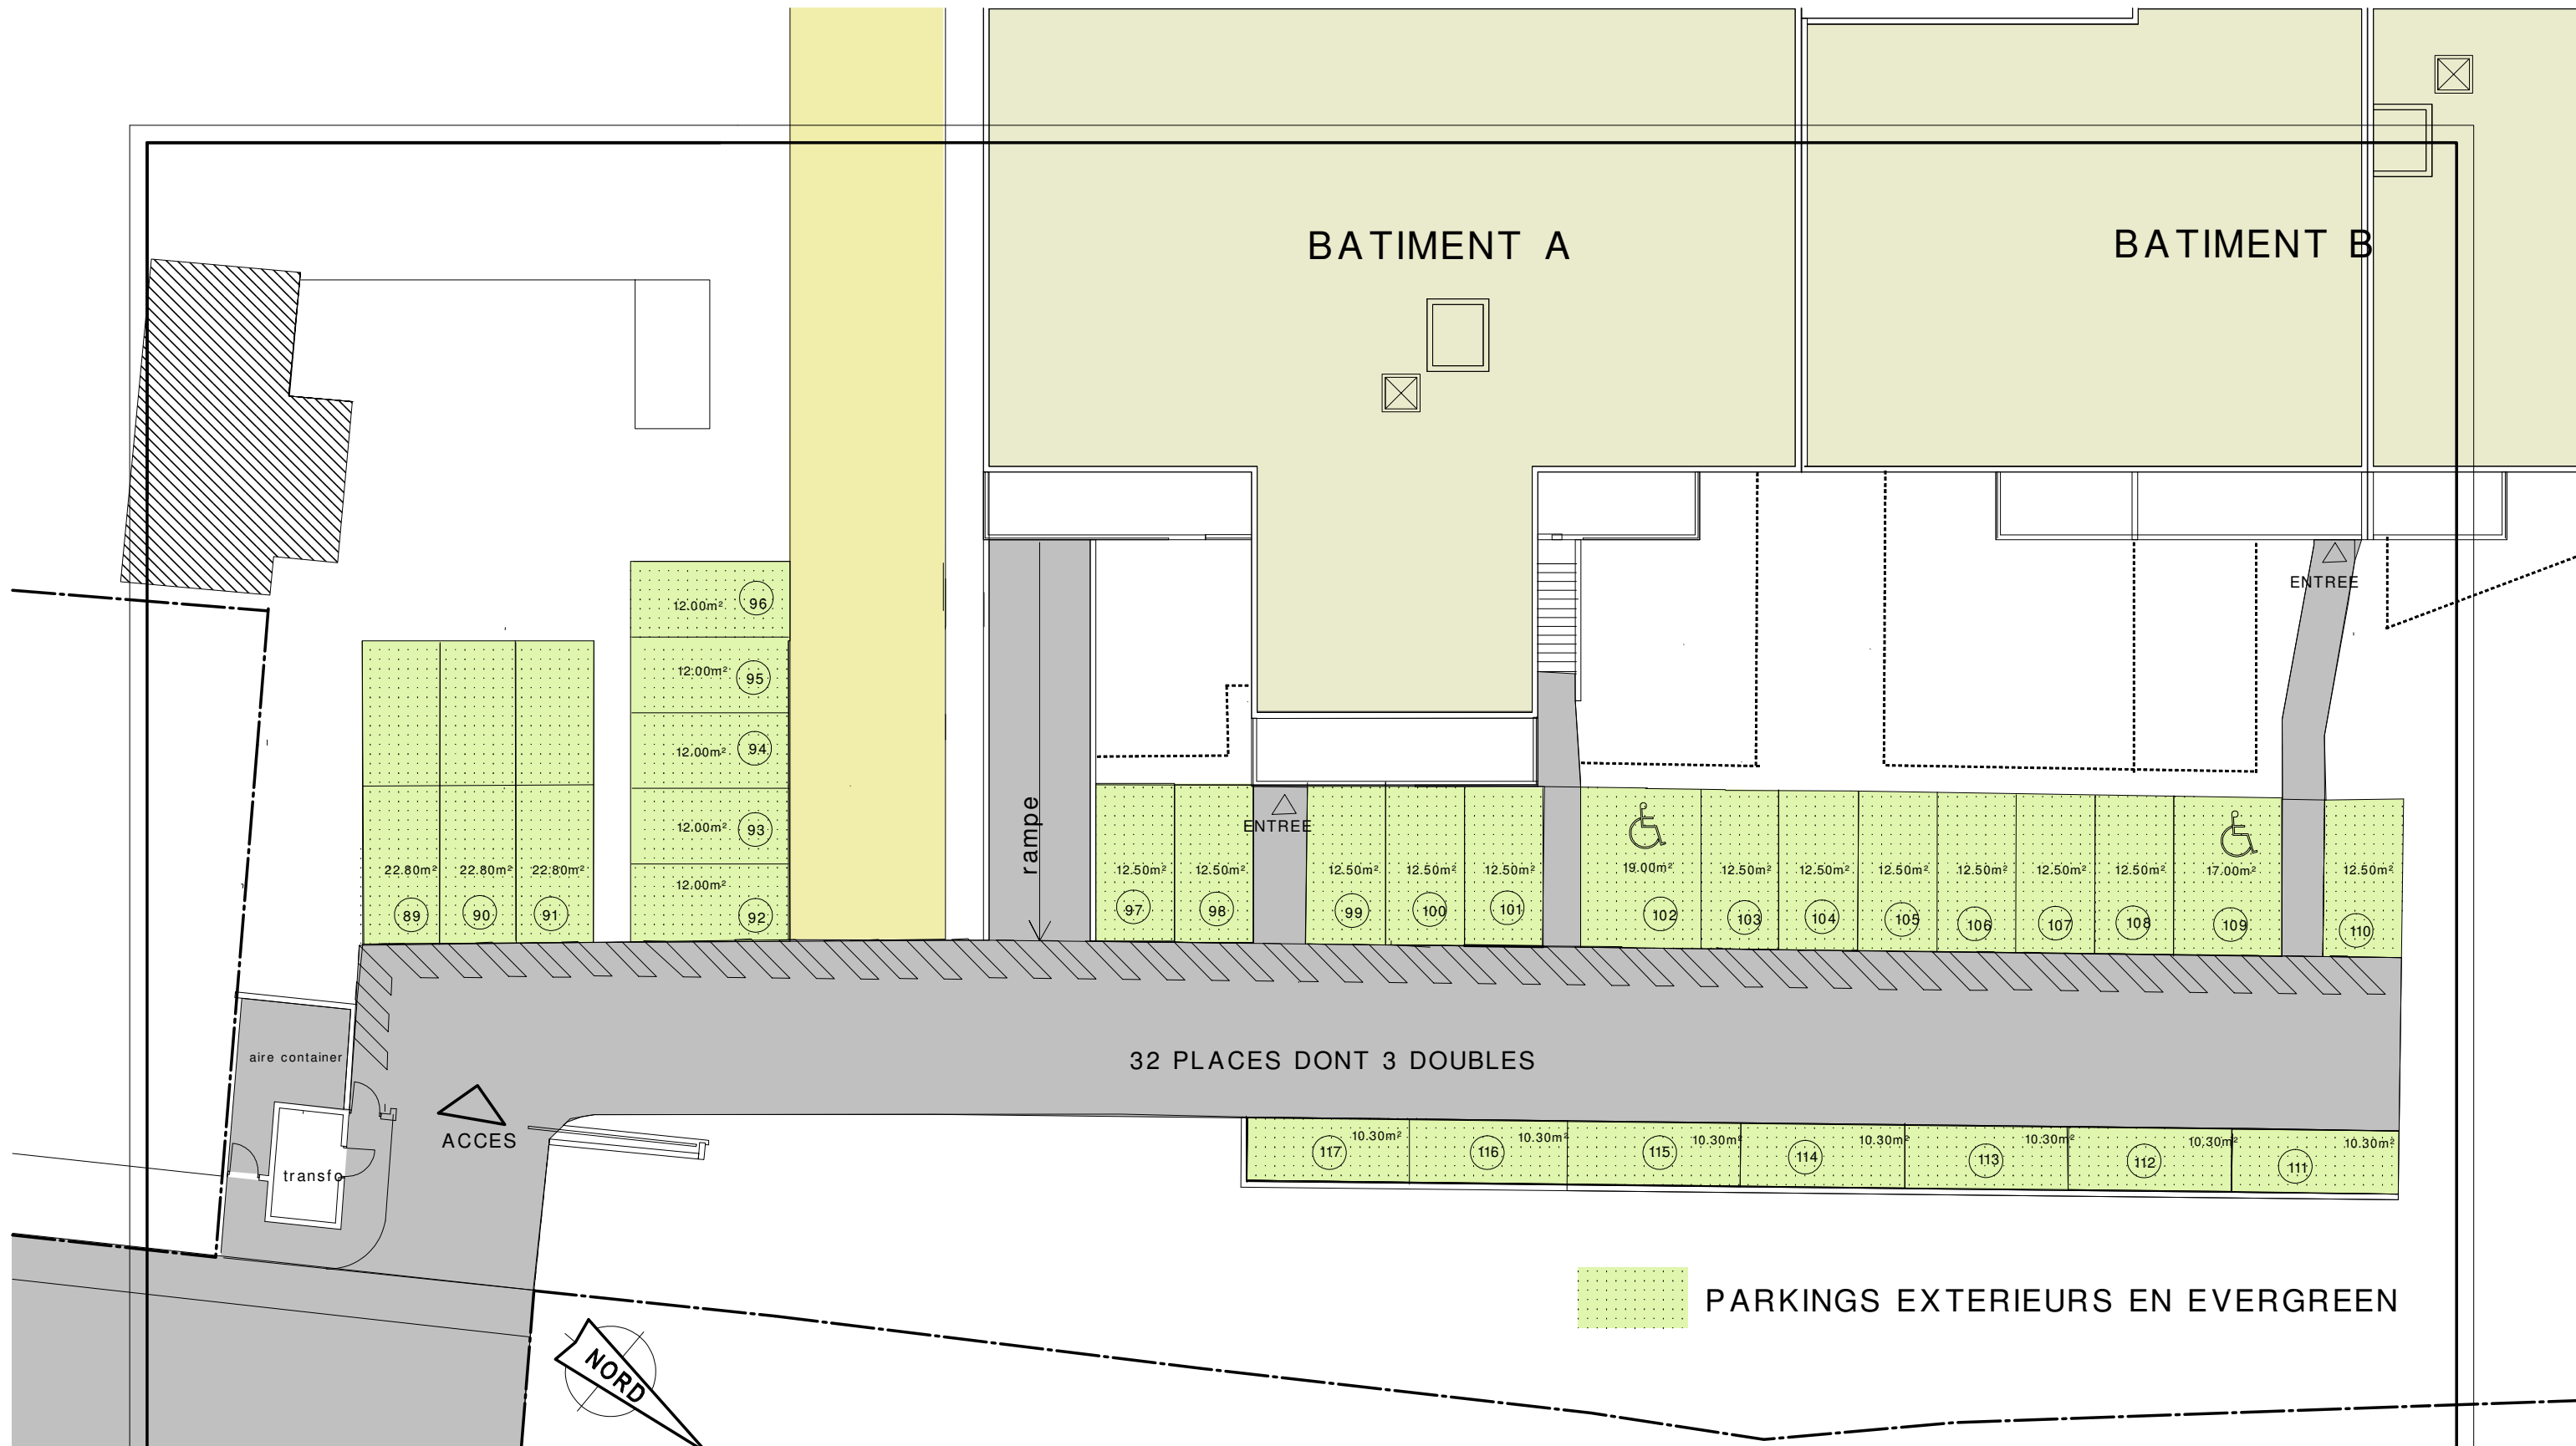 BATIMENT A
BATIMENT B
ENTREE
12.00m² 96
12.00m² 95
12.00m² 94
12.00m² 93
12.00m² 92
22.80m² 22.80m² 22.80m²
89 90 91
rampe
ENTREE
12.50m² 12.50m² 12.50m² 12.50m² 12.50m² 19.00m² 12.50m² 12.50m² 12.50m² 12.50m² 12.50m² 12.50m² 17.00m² 12.50m²
97 98 99 100 101 102 103 104 105 106 107 108 109 110
aire container
32 PLACES DONT 3 DOUBLES
ACCES
transfo
10.30m² 10.30m² 10.30m² 10.30m² 10.30m² 10,30m² 10.30m²
117 116 115 114 113 112 111
PARKINGS EXTERIEURS EN EVERGREEN
NORD